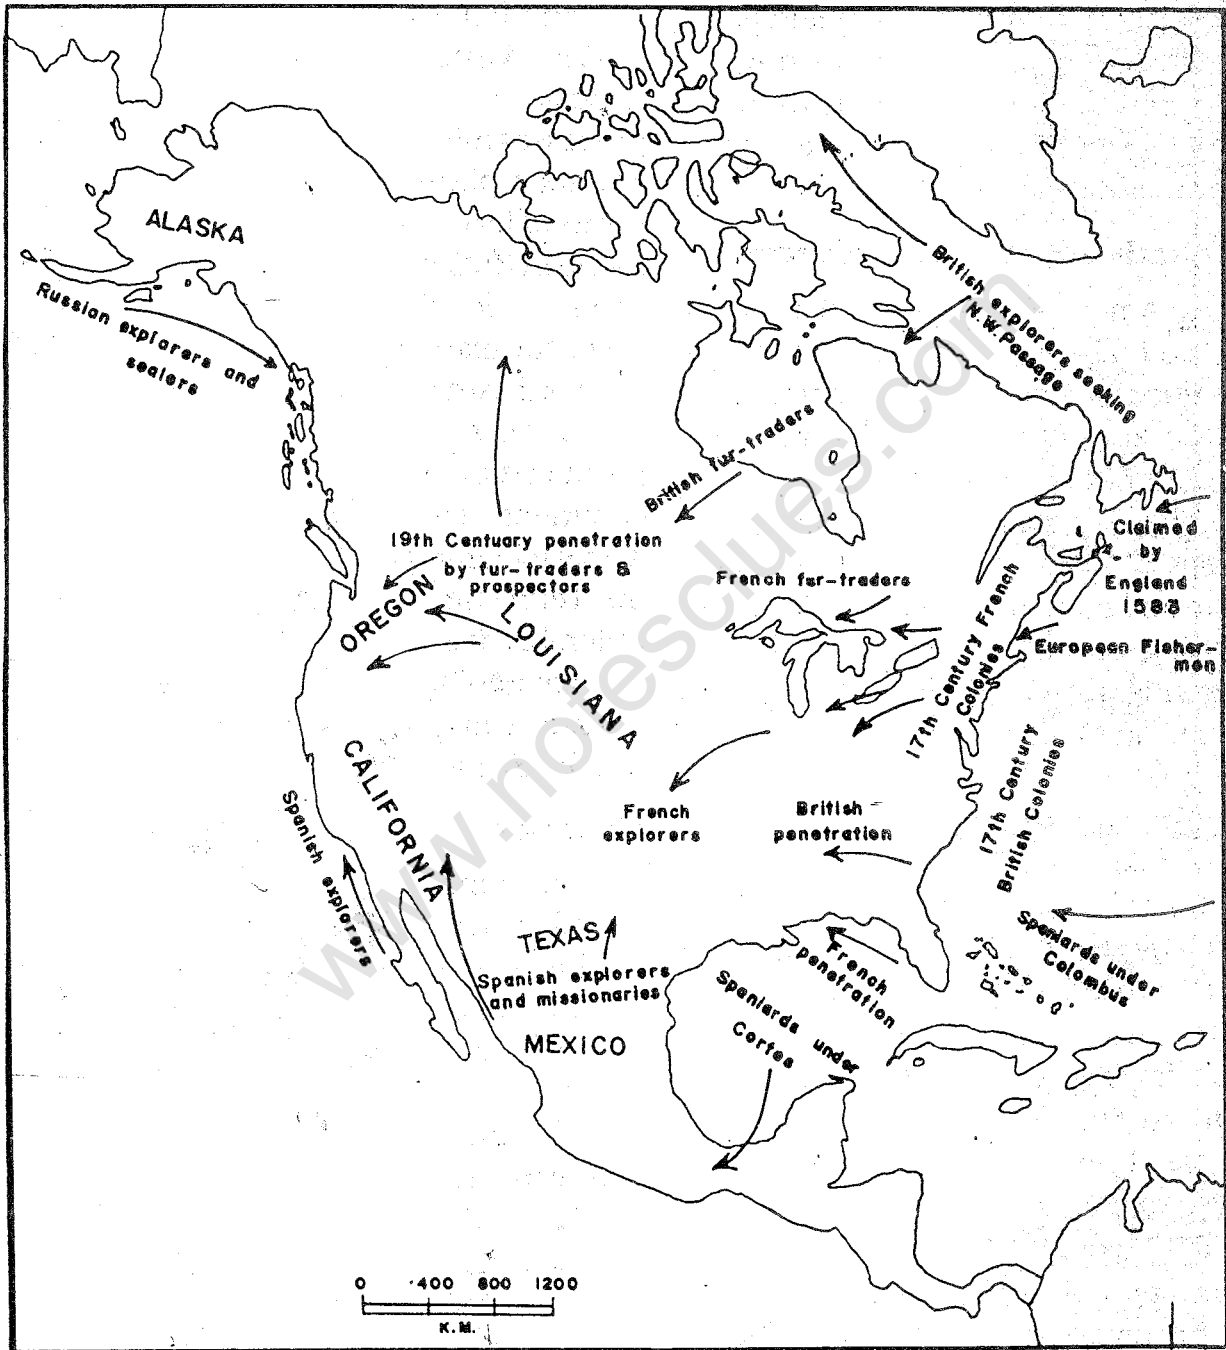 ALASKA
Russian explorers and
sealers
British explorers seeking
N.W. Passage
British fur-traders
19th Centuary penetration
by fur-traders &
prospectors
OREGON
LOUISIANA
French fur-traders
Claimed
by
England
1583
European Fisher-
men
17th Century French
Colonies
17th Century
British Colonies
CALIFORNIA
Spanish explorers
French
explorers
British
penetration
TEXAS
Spanish explorers
and missionaries
MEXICO
French
penetration
Spaniards under
Cortes
Spaniards under
Colombus
0 400 800 1200
K.M.
www.notesclues.com